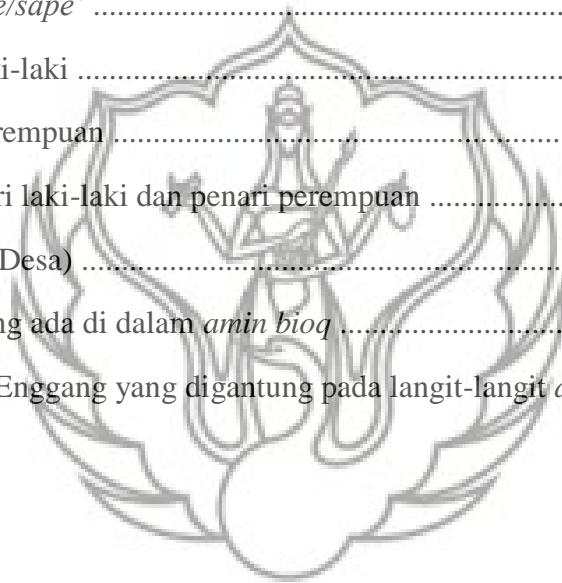 e/sape' ........................................................................
ki-laki ........................................................................
rempuan ........................................................................
ri laki-laki dan penari perempuan ........................
Desa) ........................................................................
ng ada di dalam amin bioq ........................................
Enggang yang digantung pada langit-langit a